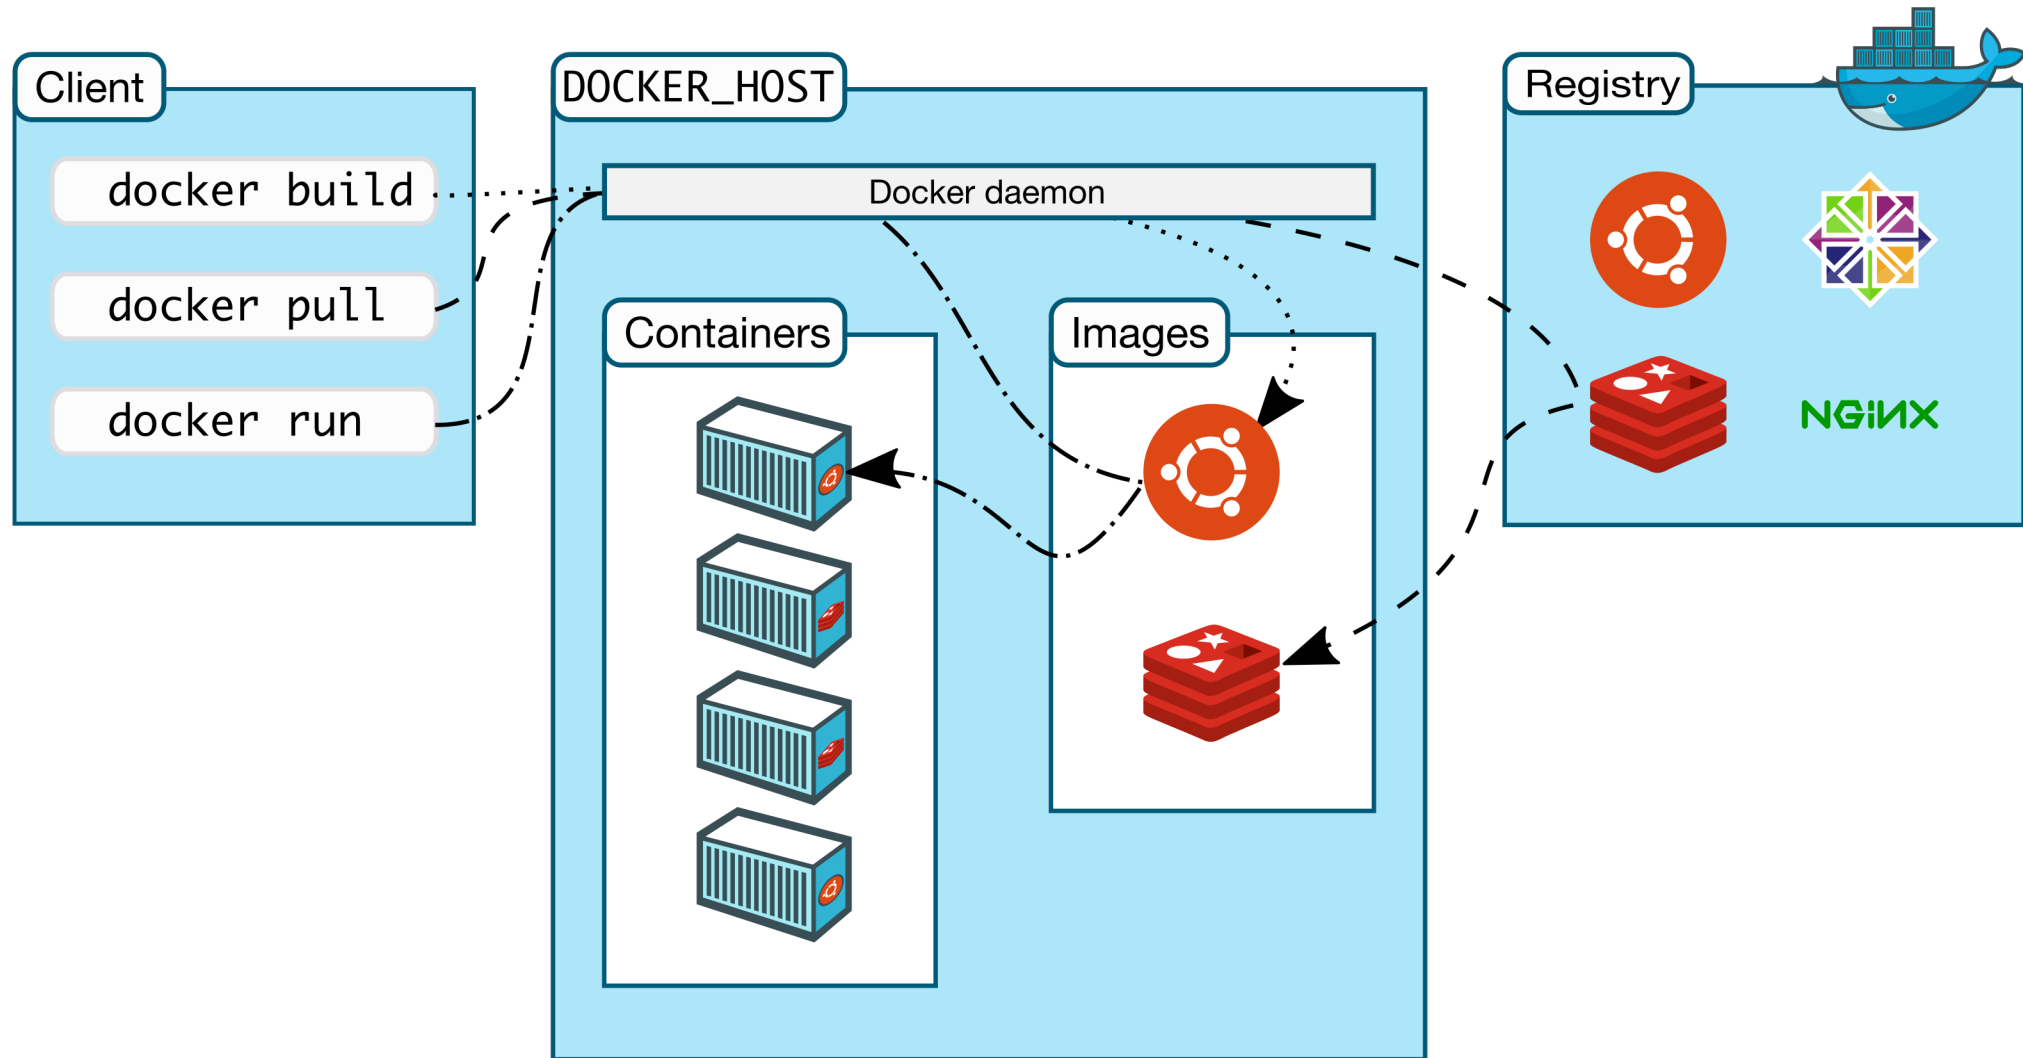 Client
docker build
docker pull
docker run
DOCKER_HOST
Docker daemon
Containers
Images
Registry
NGiNX